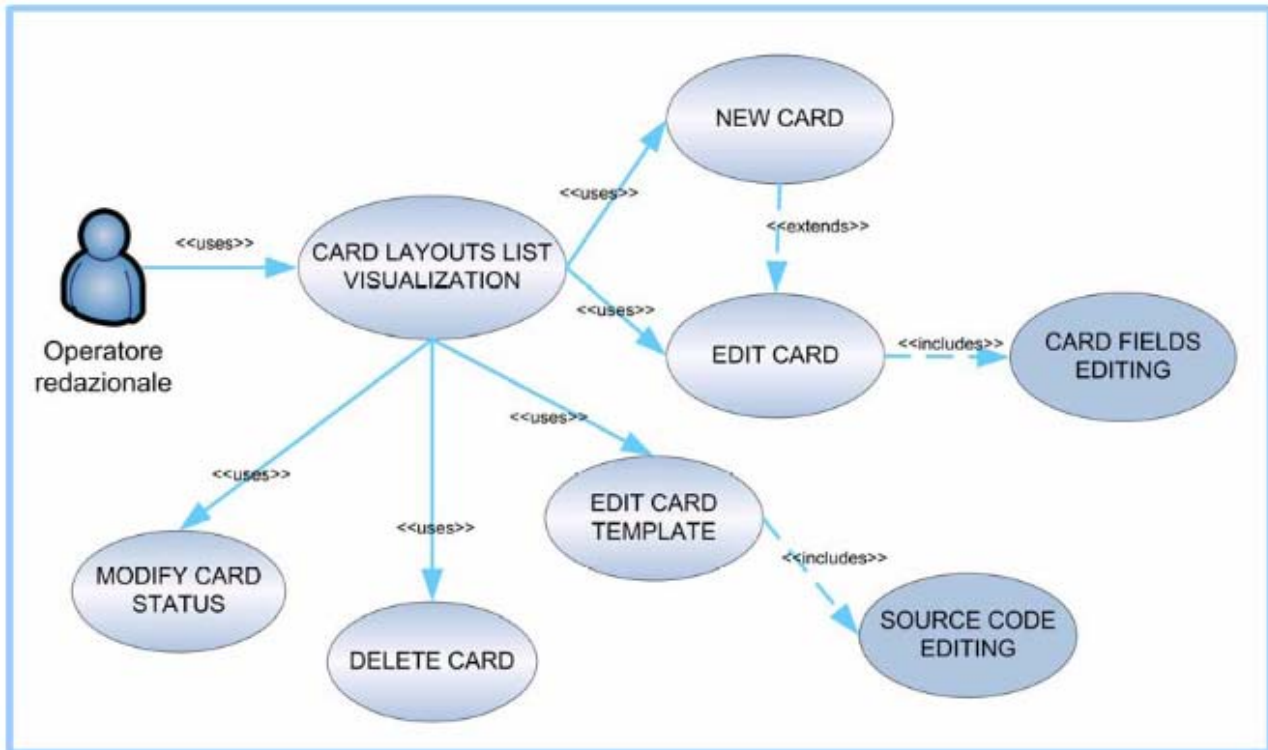 NEW CARD
<<uses>>
<<uses>>
<<extends>>
CARD LAYOUTS LIST
VISUALIZATION
<<uses>>
Operatore
redazionale
EDIT CARD
<<includes>>
CARD FIELDS
EDITING
<<uses>>
<<uses>>
<<uses>>
EDIT CARD
TEMPLATE
<<includes>>
MODIFY CARD
STATUS
DELETE CARD
SOURCE CODE
EDITING